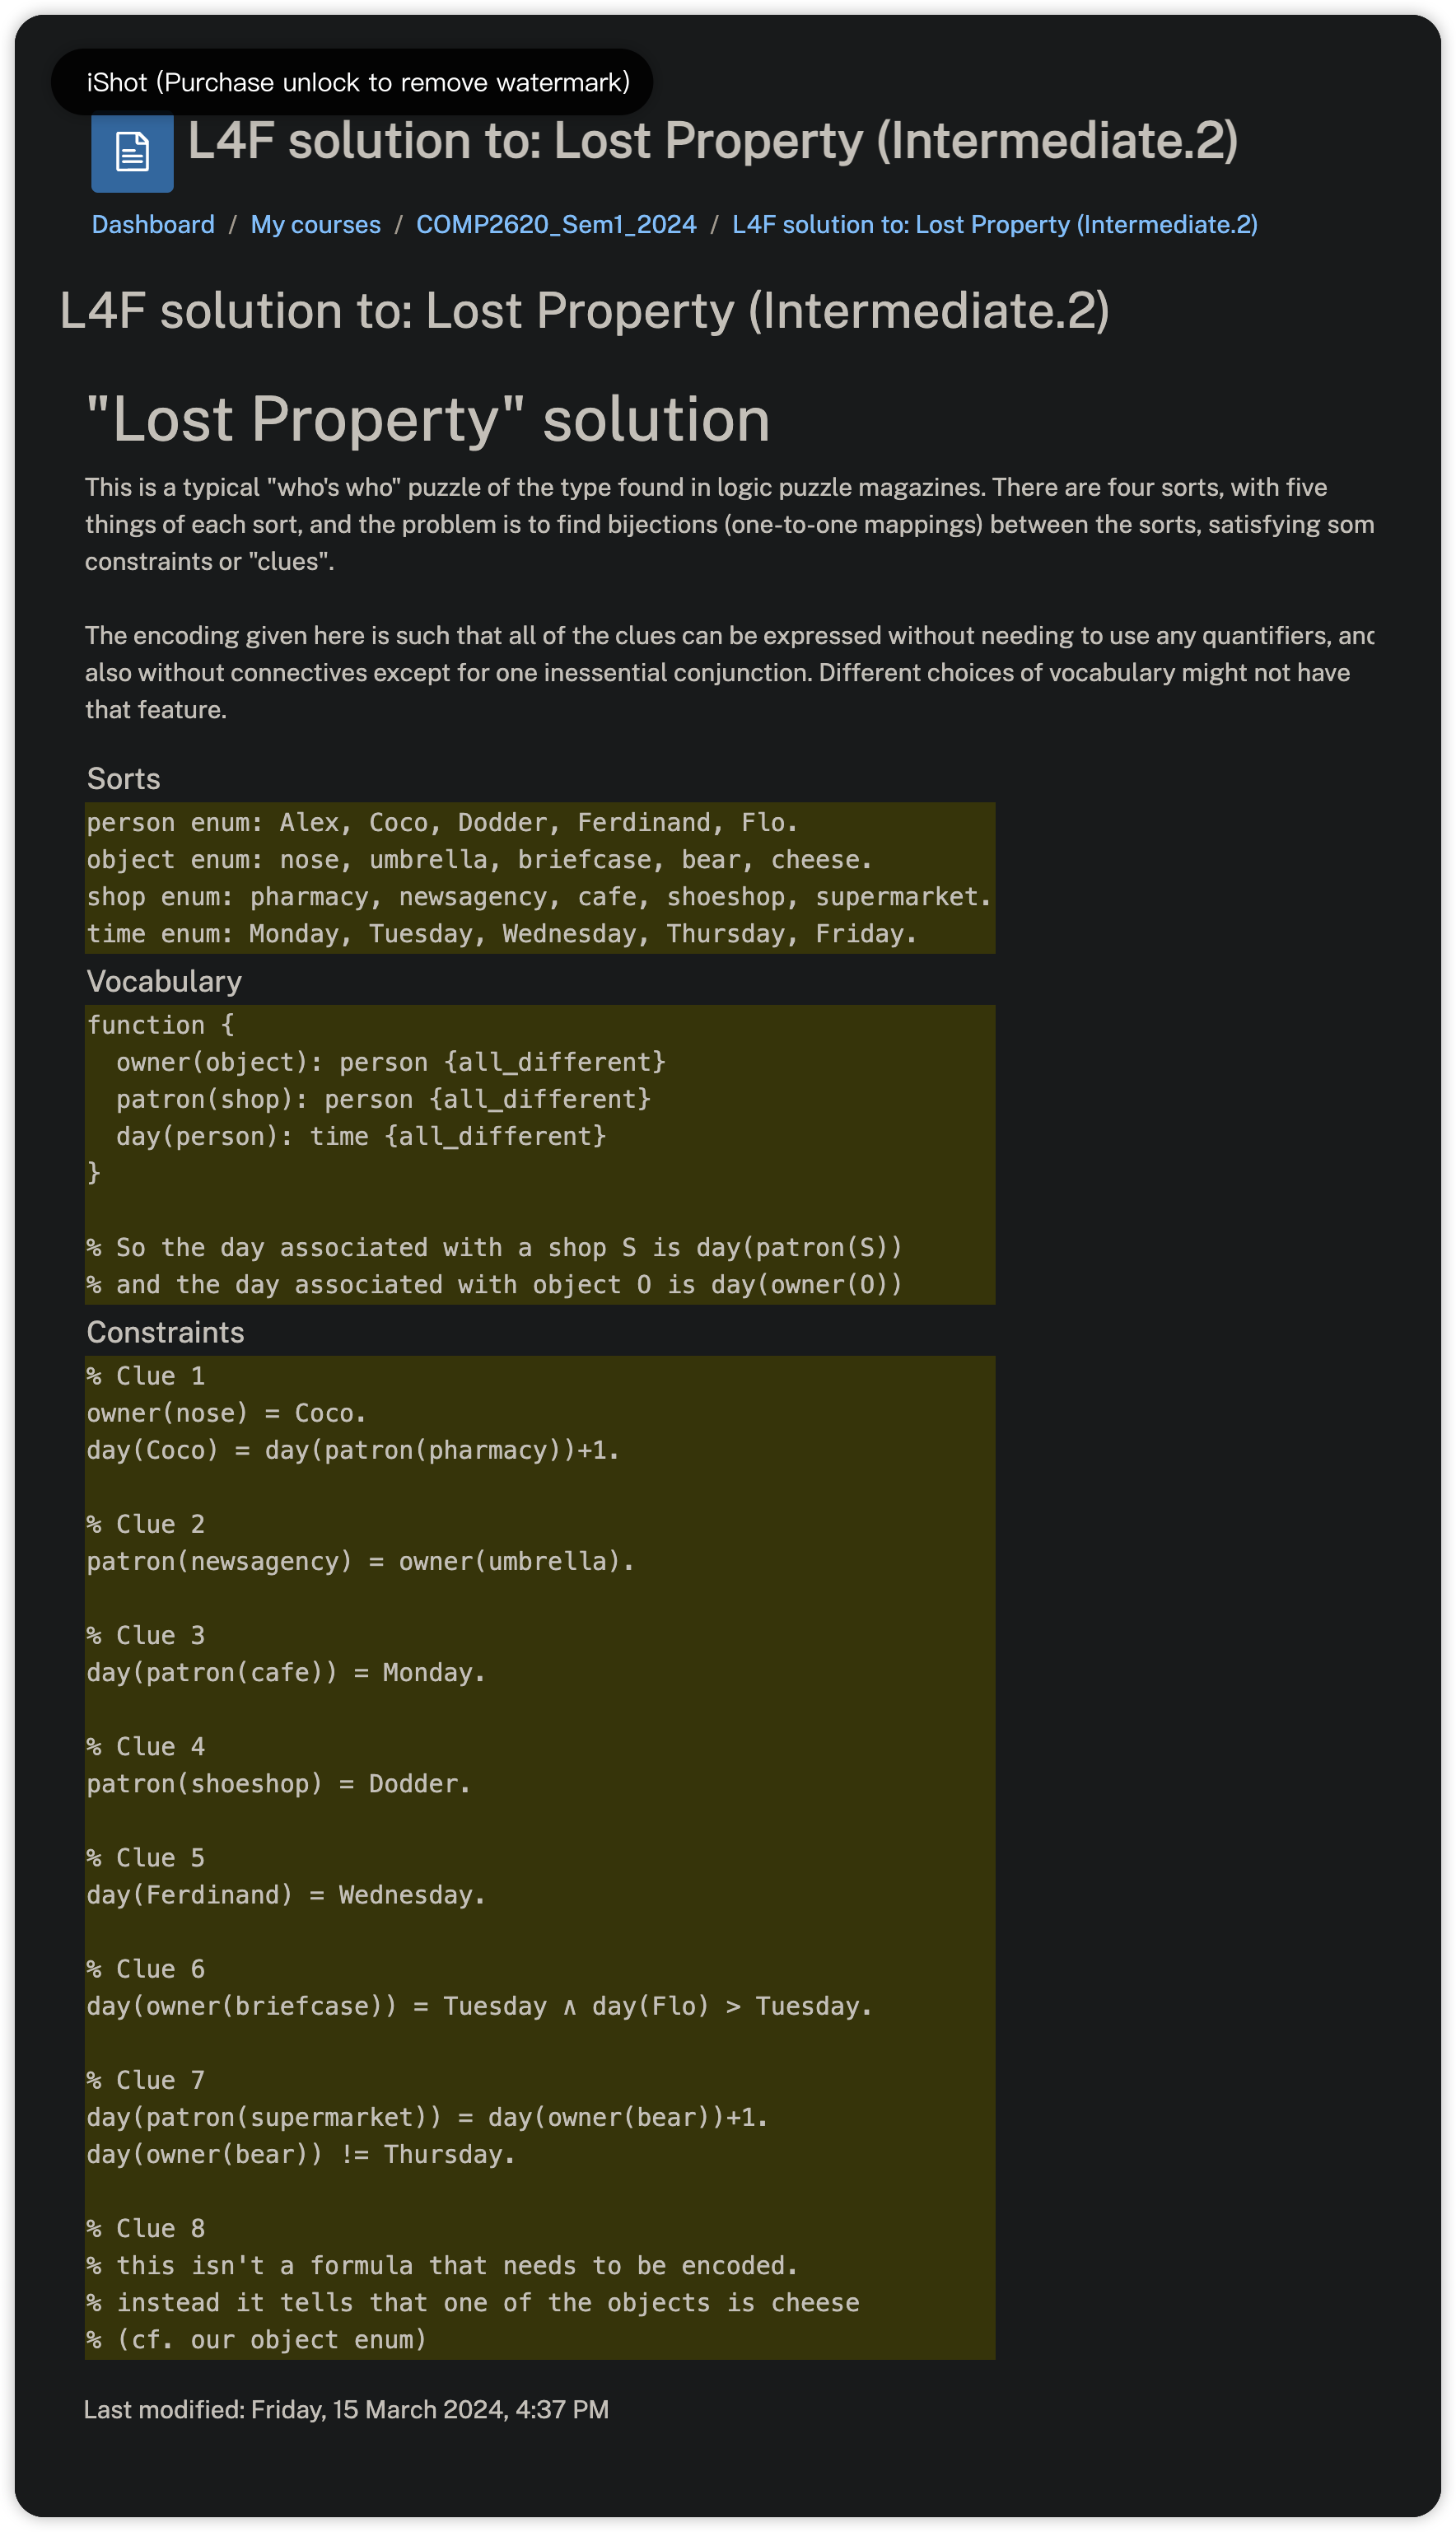 iShot (Purchase unlock to remove watermark)
L4F solution to: Lost Property (Intermediate.2)
Dashboard / My courses / COMP2620_Sem1_2024 / L4F solution to: Lost Property (Intermediate.2)
L4F solution to: Lost Property (Intermediate.2)
"Lost Property" solution
This is a typical "who's who" puzzle of the type found in logic puzzle magazines. There are four sorts, with five
things of each sort, and the problem is to find bijections (one-to-one mappings) between the sorts, satisfying som
constraints or "clues".
The encoding given here is such that all of the clues can be expressed without needing to use any quantifiers, and
also without connectives except for one inessential conjunction. Different choices of vocabulary might not have
that feature.
Sorts
person enum: Alex, Coco, Dodder, Ferdinand, Flo.
object enum: nose, umbrella, briefcase, bear, cheese.
shop enum: pharmacy, newsagency, cafe, shoeshop, supermarket.
time enum: Monday, Tuesday, Wednesday, Thursday, Friday.
Vocabulary
function {
  owner(object): person {all_different}
  patron(shop): person {all_different}
  day(person): time {all_different}
}
% So the day associated with a shop S is day(patron(S))
% and the day associated with object O is day(owner(O))
Constraints
% Clue 1
owner(nose) = Coco.
day(Coco) = day(patron(pharmacy))+1.
% Clue 2
patron(newsagency) = owner(umbrella).
% Clue 3
day(patron(cafe)) = Monday.
% Clue 4
patron(shoeshop) = Dodder.
% Clue 5
day(Ferdinand) = Wednesday.
% Clue 6
day(owner(briefcase)) = Tuesday ∧ day(Flo) > Tuesday.
% Clue 7
day(patron(supermarket)) = day(owner(bear))+1.
day(owner(bear)) != Thursday.
% Clue 8
% this isn't a formula that needs to be encoded.
% instead it tells that one of the objects is cheese
% (cf. our object enum)
Last modified: Friday, 15 March 2024, 4:37 PM